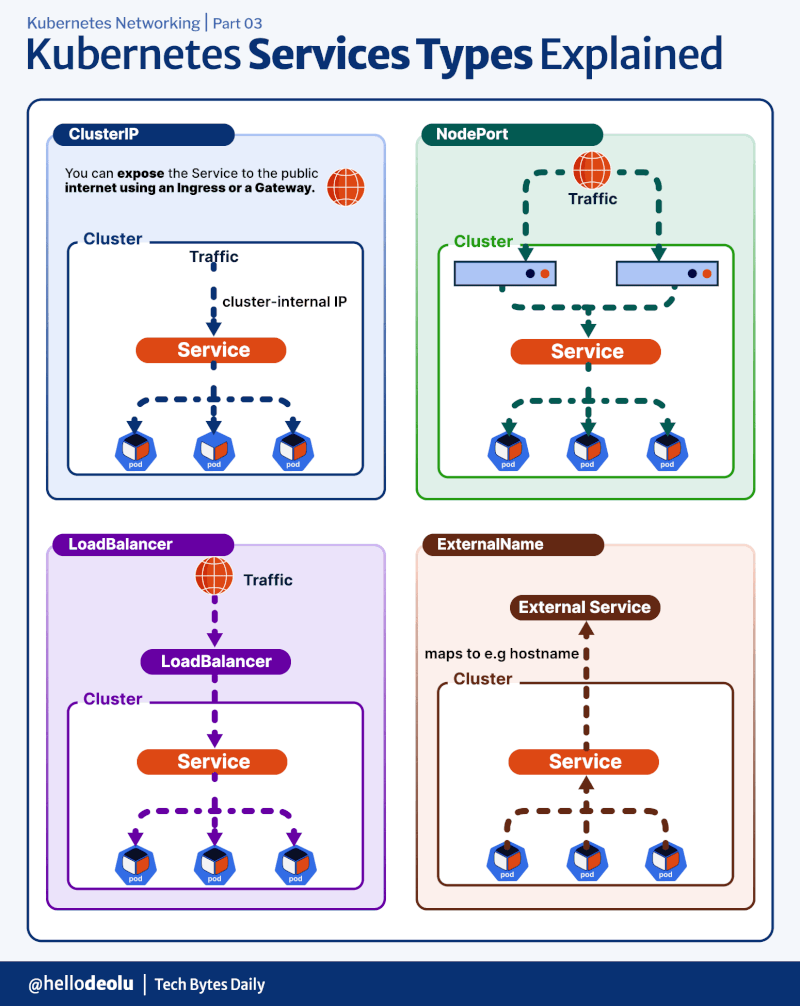 Kubernetes Networking | Part 03
Kubernetes Services Types Explained
ClusterIP
You can expose the Service to the public
internet using an Ingress or a Gateway.
Cluster
Traffic
cluster-internal IP
Service
pod
pod
pod
NodePort
Traffic
Cluster
Service
pod
pod
pod
LoadBalancer
Traffic
LoadBalancer
Cluster
Service
pod
pod
pod
ExternalName
External Service
maps to e.g hostname
Cluster
Service
pod
pod
pod
@hellodeolu | Tech Bytes Daily